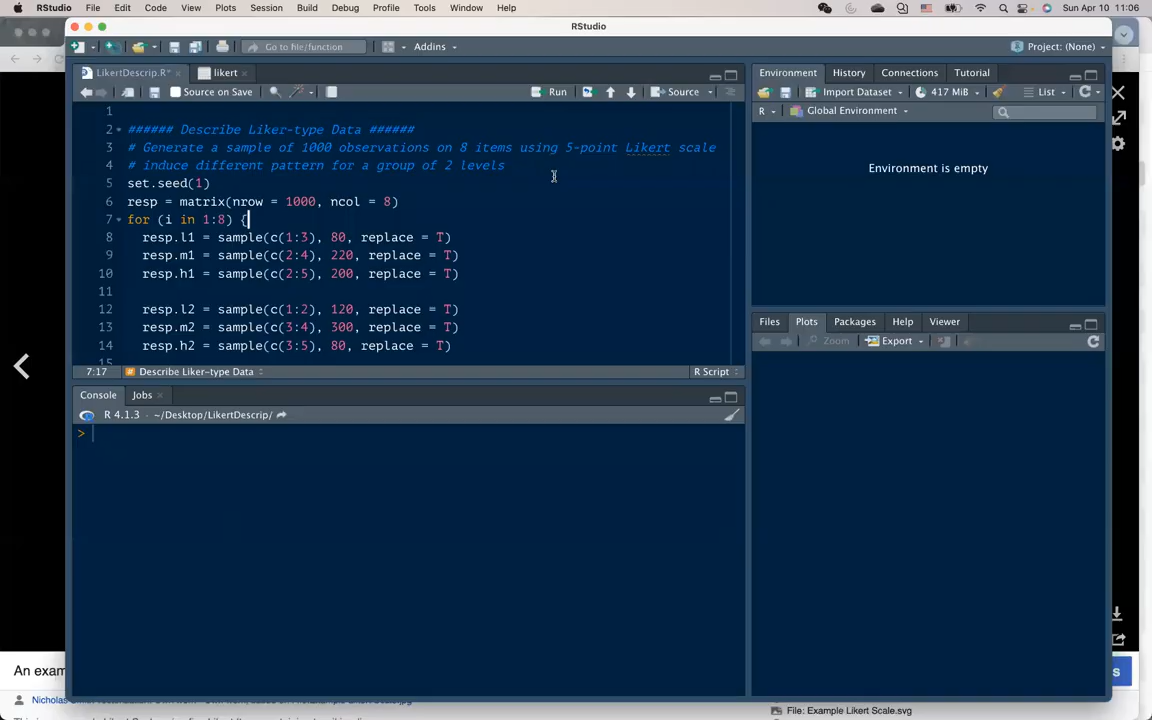 RStudio File Edit Code View Plots Session Build Debug Profile Tools Window Help Sun Apr 10 11:06
RStudio
Go to file/function Addins Project: (None)
LikertDescrip.R* likert
Source on Save Run Source
1
2 ###### Describe Liker-type Data ######
3 # Generate a sample of 1000 observations on 8 items using 5-point Likert scale
4 # induce different pattern for a group of 2 levels
5 set.seed(1)
6 resp = matrix(nrow = 1000, ncol = 8)
7 for (i in 1:8) {
8 resp.l1 = sample(c(1:3), 80, replace = T)
9 resp.m1 = sample(c(2:4), 220, replace = T)
10 resp.h1 = sample(c(2:5), 200, replace = T)
11
12 resp.l2 = sample(c(1:2), 120, replace = T)
13 resp.m2 = sample(c(3:4), 300, replace = T)
14 resp.h2 = sample(c(3:5), 80, replace = T)
15
7:17 # Describe Liker-type Data R Script
Console Jobs
R 4.1.3 · ~/Desktop/LikertDescrip/
>
Environment History Connections Tutorial
Import Dataset 417 MiB List
R Global Environment
Environment is empty
Files Plots Packages Help Viewer
Zoom Export
An exam
s
File: Example Likert Scale.svg